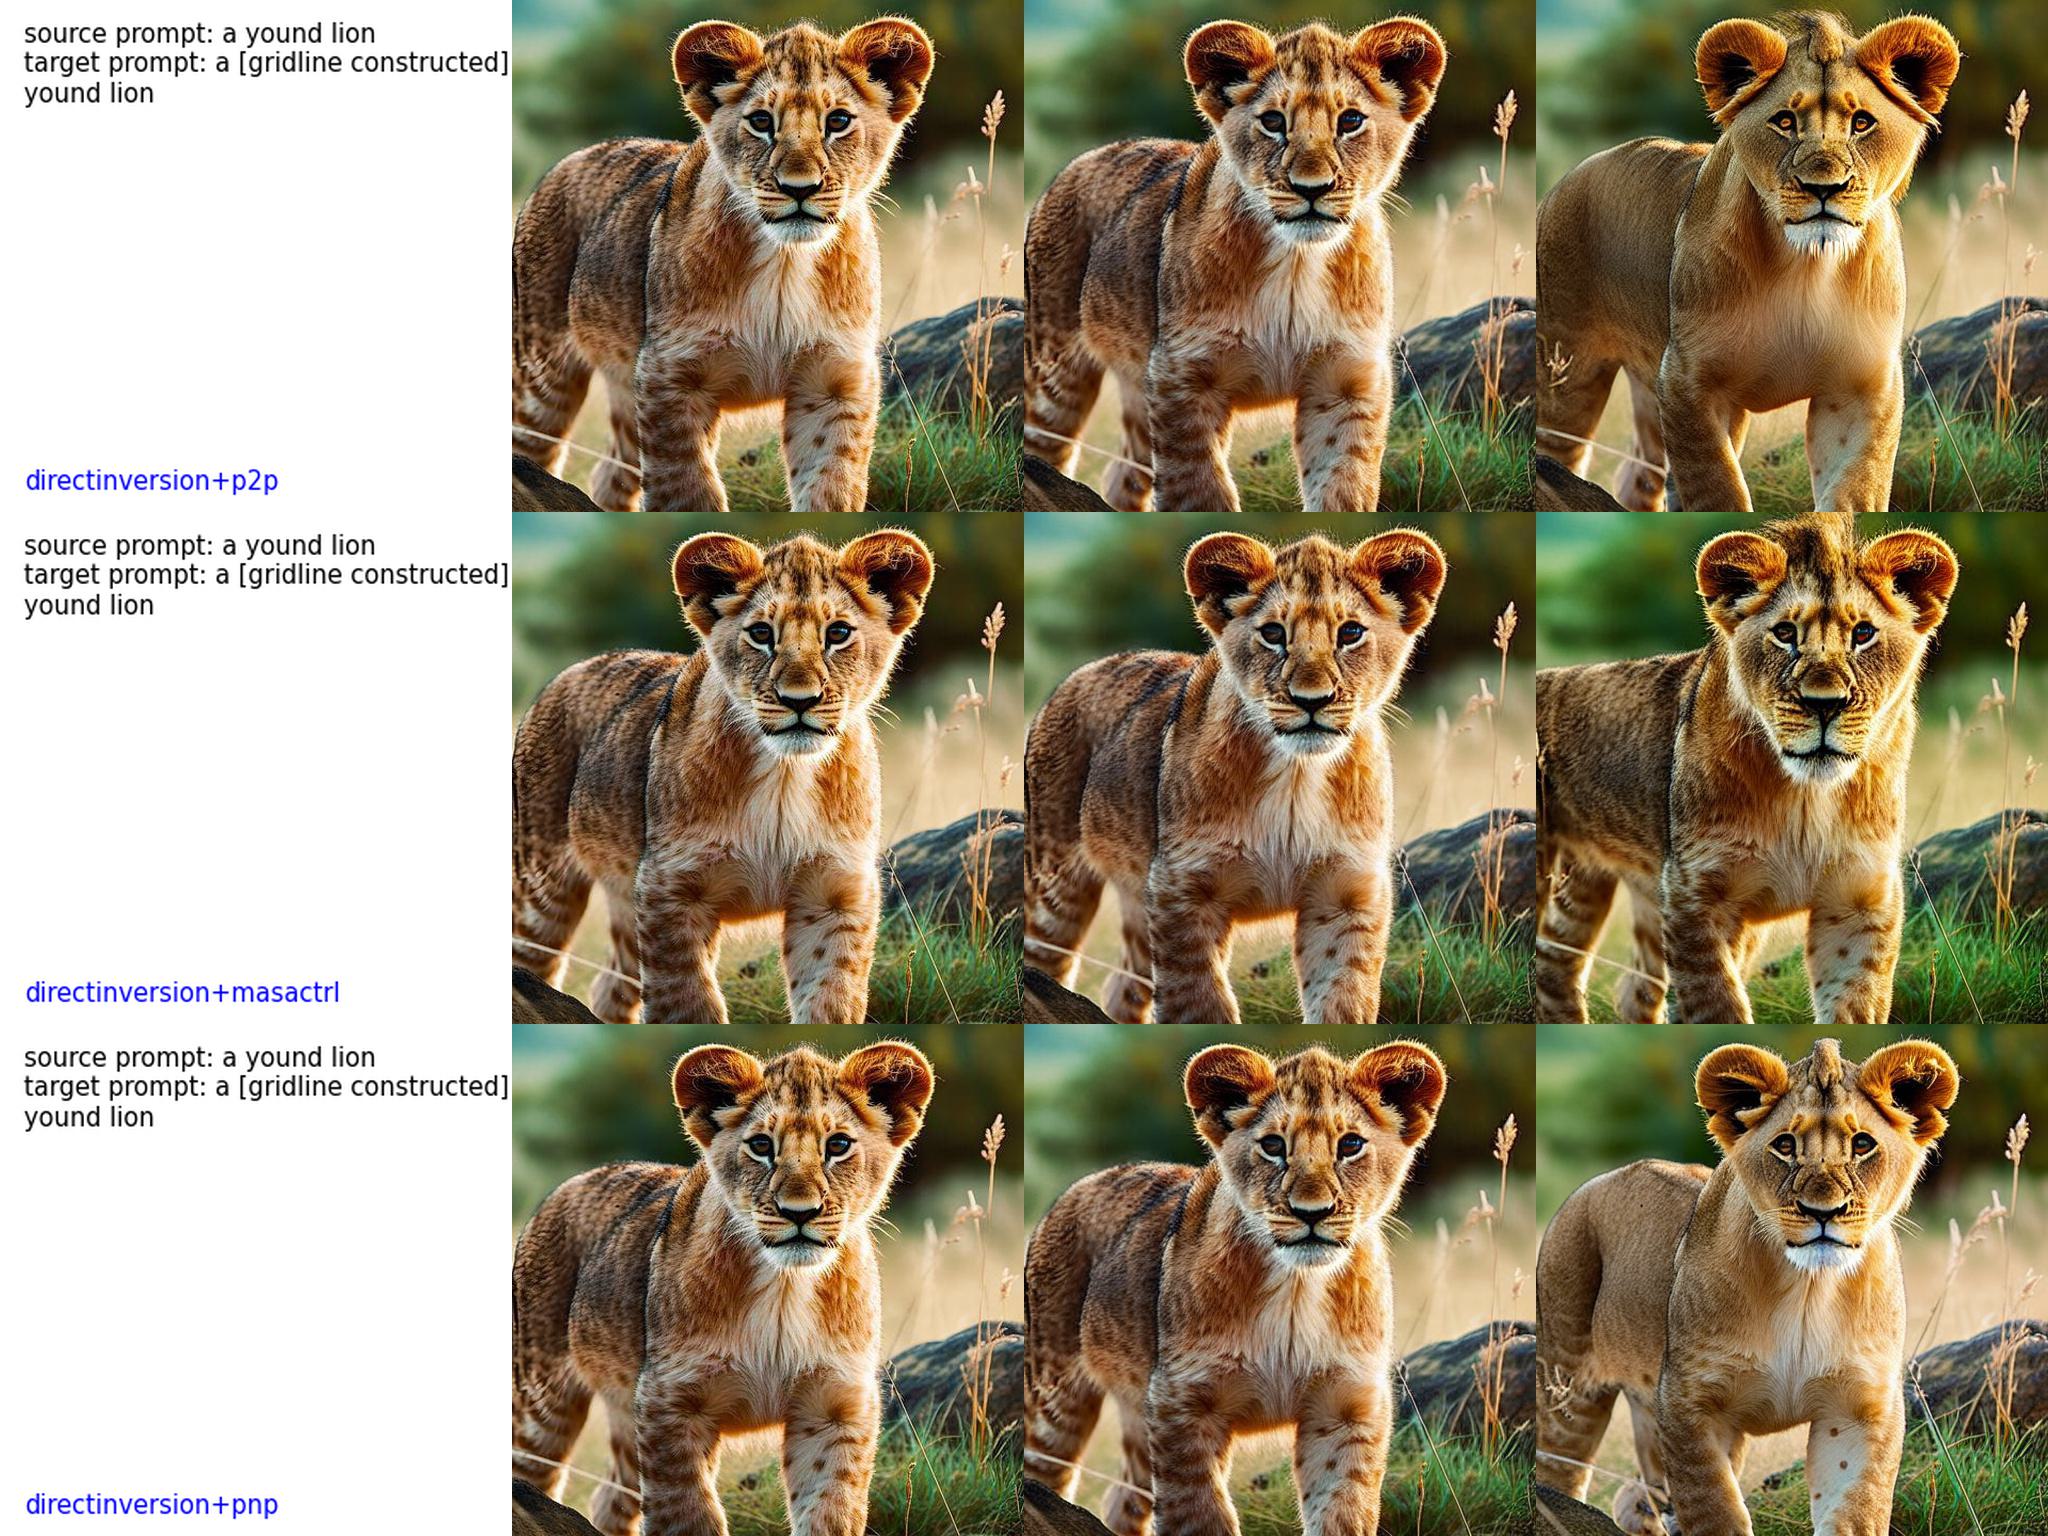 source prompt: a yound lion
target prompt: a [gridline constructed]
yound lion
directinversion+p2p
source prompt: a yound lion
target prompt: a [gridline constructed]
yound lion
directinversion+masactrl
source prompt: a yound lion
target prompt: a [gridline constructed]
yound lion
directinversion+pnp